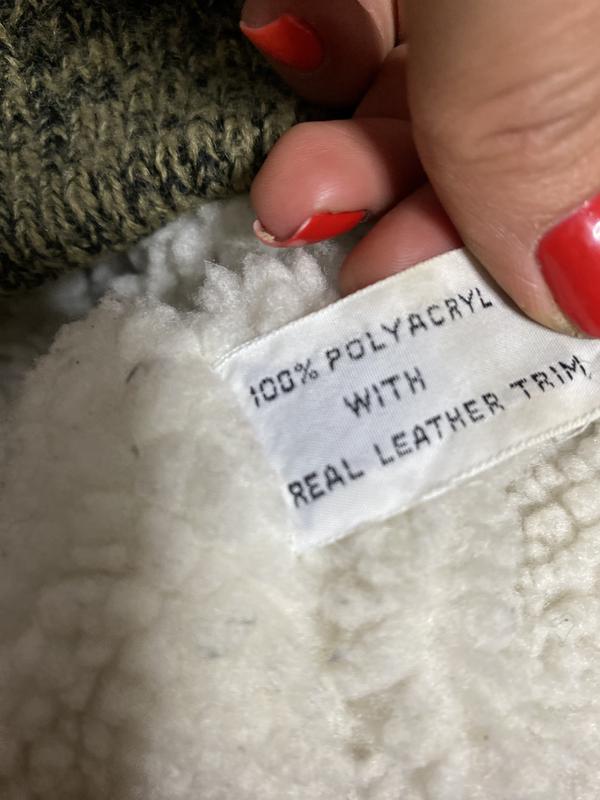 100% POLYACRYL
WITH
REAL LEATHER TRIM